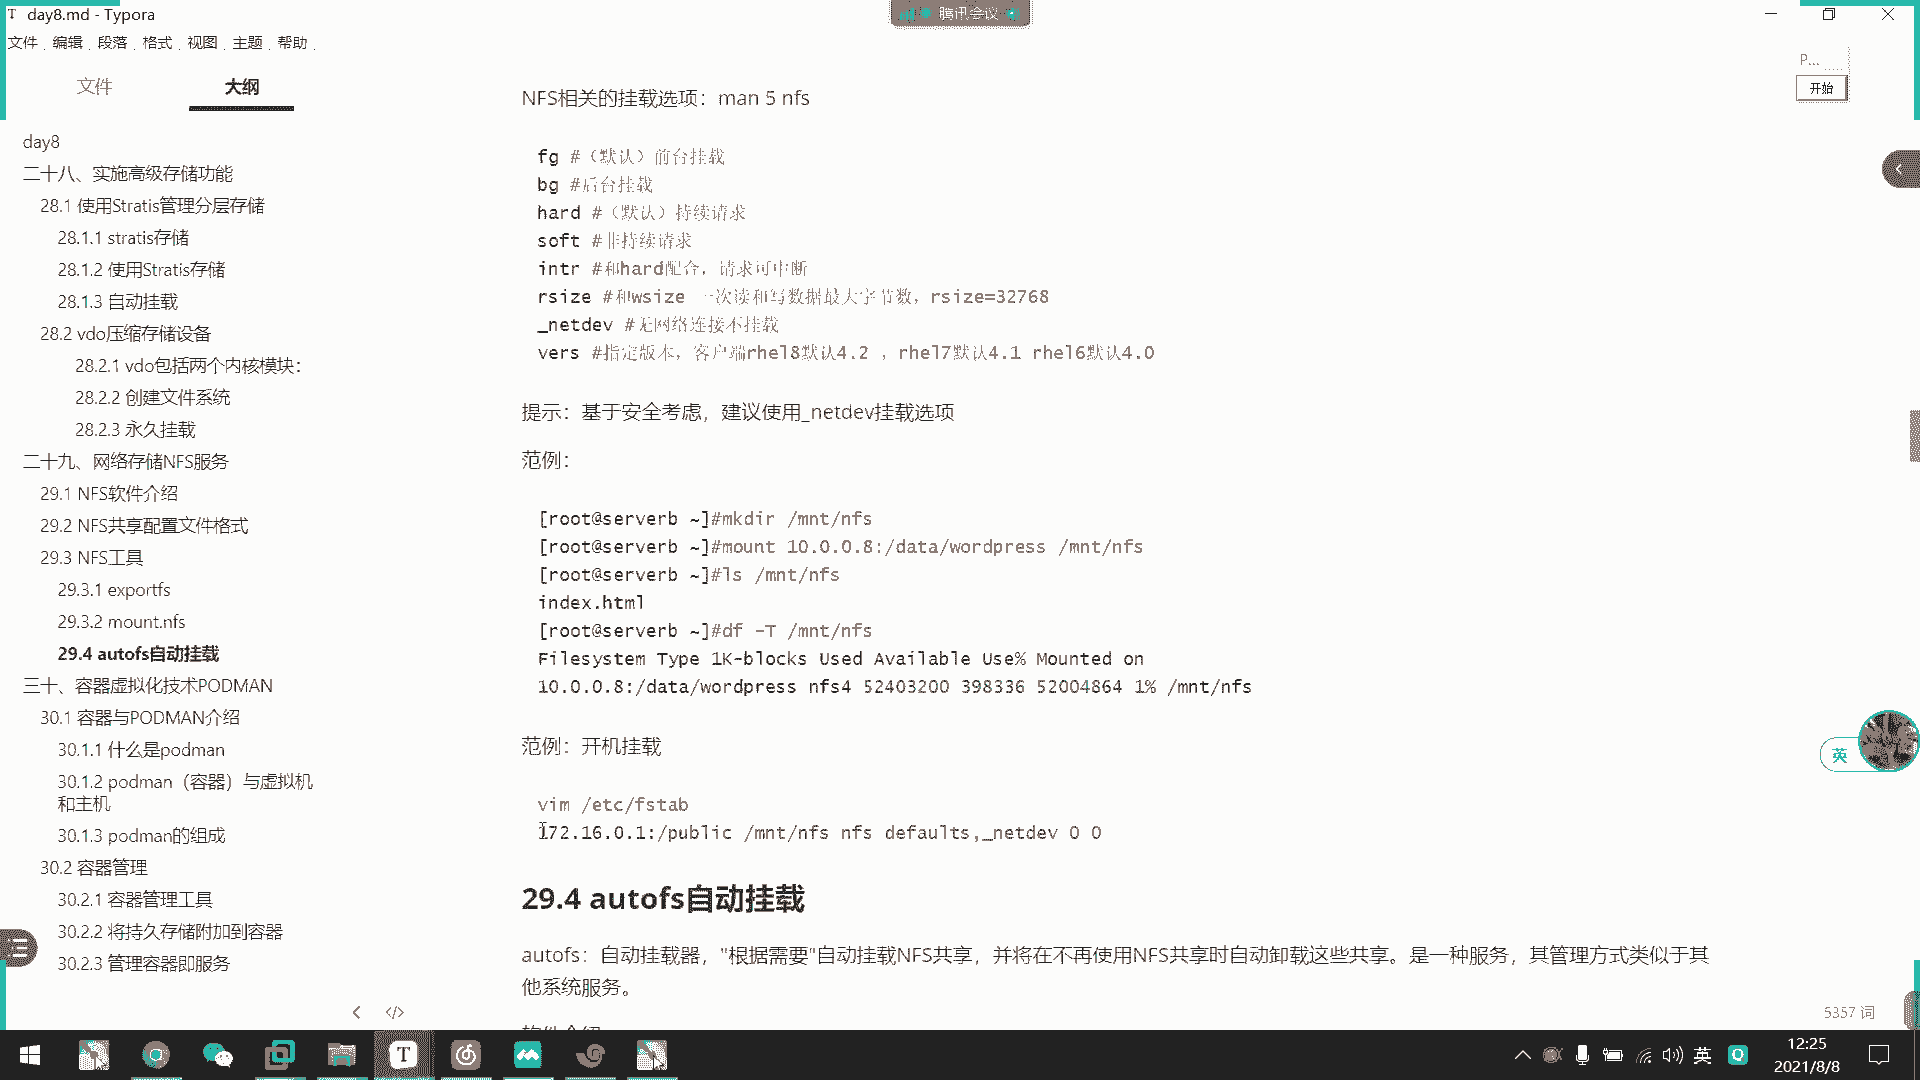 T day8.md - Typora
腾讯会议
文件 编辑 段落 格式 视图 主题 帮助
文件
大纲
P...
开始
day8
二十八、实施高级存储功能
28.1 使用Stratis管理分层存储
28.1.1 stratis存储
28.1.2 使用Stratis存储
28.1.3 自动挂载
28.2 vdo压缩存储设备
28.2.1 vdo包括两个内核模块：
28.2.2 创建文件系统
28.2.3 永久挂载
二十九、网络存储NFS服务
29.1 NFS软件介绍
29.2 NFS共享配置文件格式
29.3 NFS工具
29.3.1 exportfs
29.3.2 mount.nfs
29.4 autofs自动挂载
三十、容器虚拟化技术PODMAN
30.1 容器与PODMAN介绍
30.1.1 什么是podman
30.1.2 podman（容器）与虚拟机
和主机
30.1.3 podman的组成
30.2 容器管理
30.2.1 容器管理工具
30.2.2 将持久存储附加到容器
30.2.3 管理容器即服务
NFS相关的挂载选项：man 5 nfs
fg #（默认）前台挂载
bg #后台挂载
hard #（默认）持续请求
soft #非持续请求
intr #和hard配合，请求可中断
rsize #和wsize 一次读和写数据最大字节数，rsize=32768
_netdev #无网络连接不挂载
vers #指定版本，客户端rhel8默认4.2 ，rhel7默认4.1 rhel6默认4.0
提示：基于安全考虑，建议使用_netdev挂载选项
范例：
[root@serverb ~]#mkdir /mnt/nfs
[root@serverb ~]#mount 10.0.0.8:/data/wordpress /mnt/nfs
[root@serverb ~]#ls /mnt/nfs
index.html
[root@serverb ~]#df -T /mnt/nfs
Filesystem Type 1K-blocks Used Available Use% Mounted on
10.0.0.8:/data/wordpress nfs4 52403200 398336 52004864 1% /mnt/nfs
范例：开机挂载
vim /etc/fstab
172.16.0.1:/public /mnt/nfs nfs defaults,_netdev 0 0
29.4 autofs自动挂载
autofs：自动挂载器，"根据需要"自动挂载NFS共享，并将在不再使用NFS共享时自动卸载这些共享。是一种服务，其管理方式类似于其
他系统服务。
英
5357 词
T
英
Q
12:25
2021/8/8